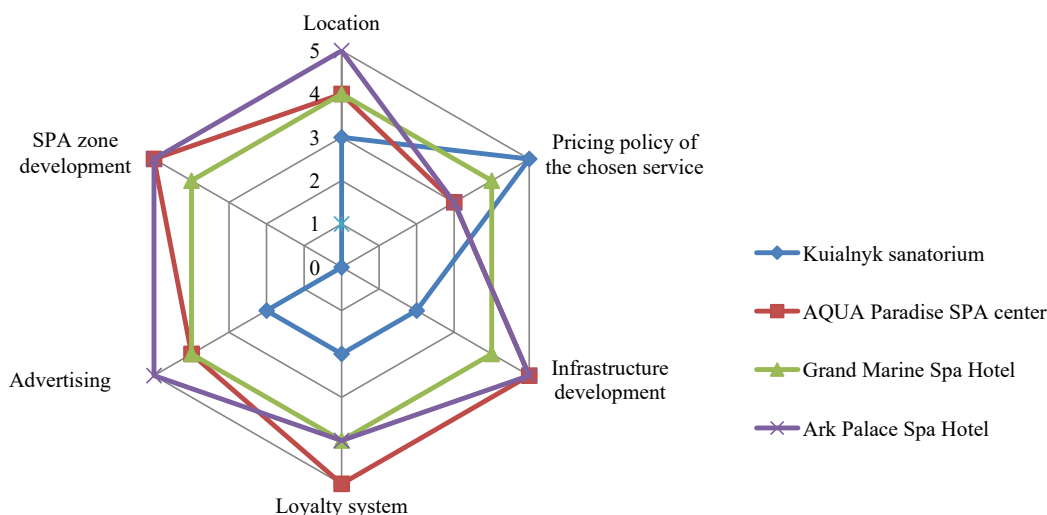 Location
5
4
3
2
1
0
SPA zone
development
Pricing policy of
the chosen service
Advertising
Infrastructure
development
Loyalty system
Kuialnyk sanatorium
AQUA Paradise SPA center
Grand Marine Spa Hotel
Ark Palace Spa Hotel